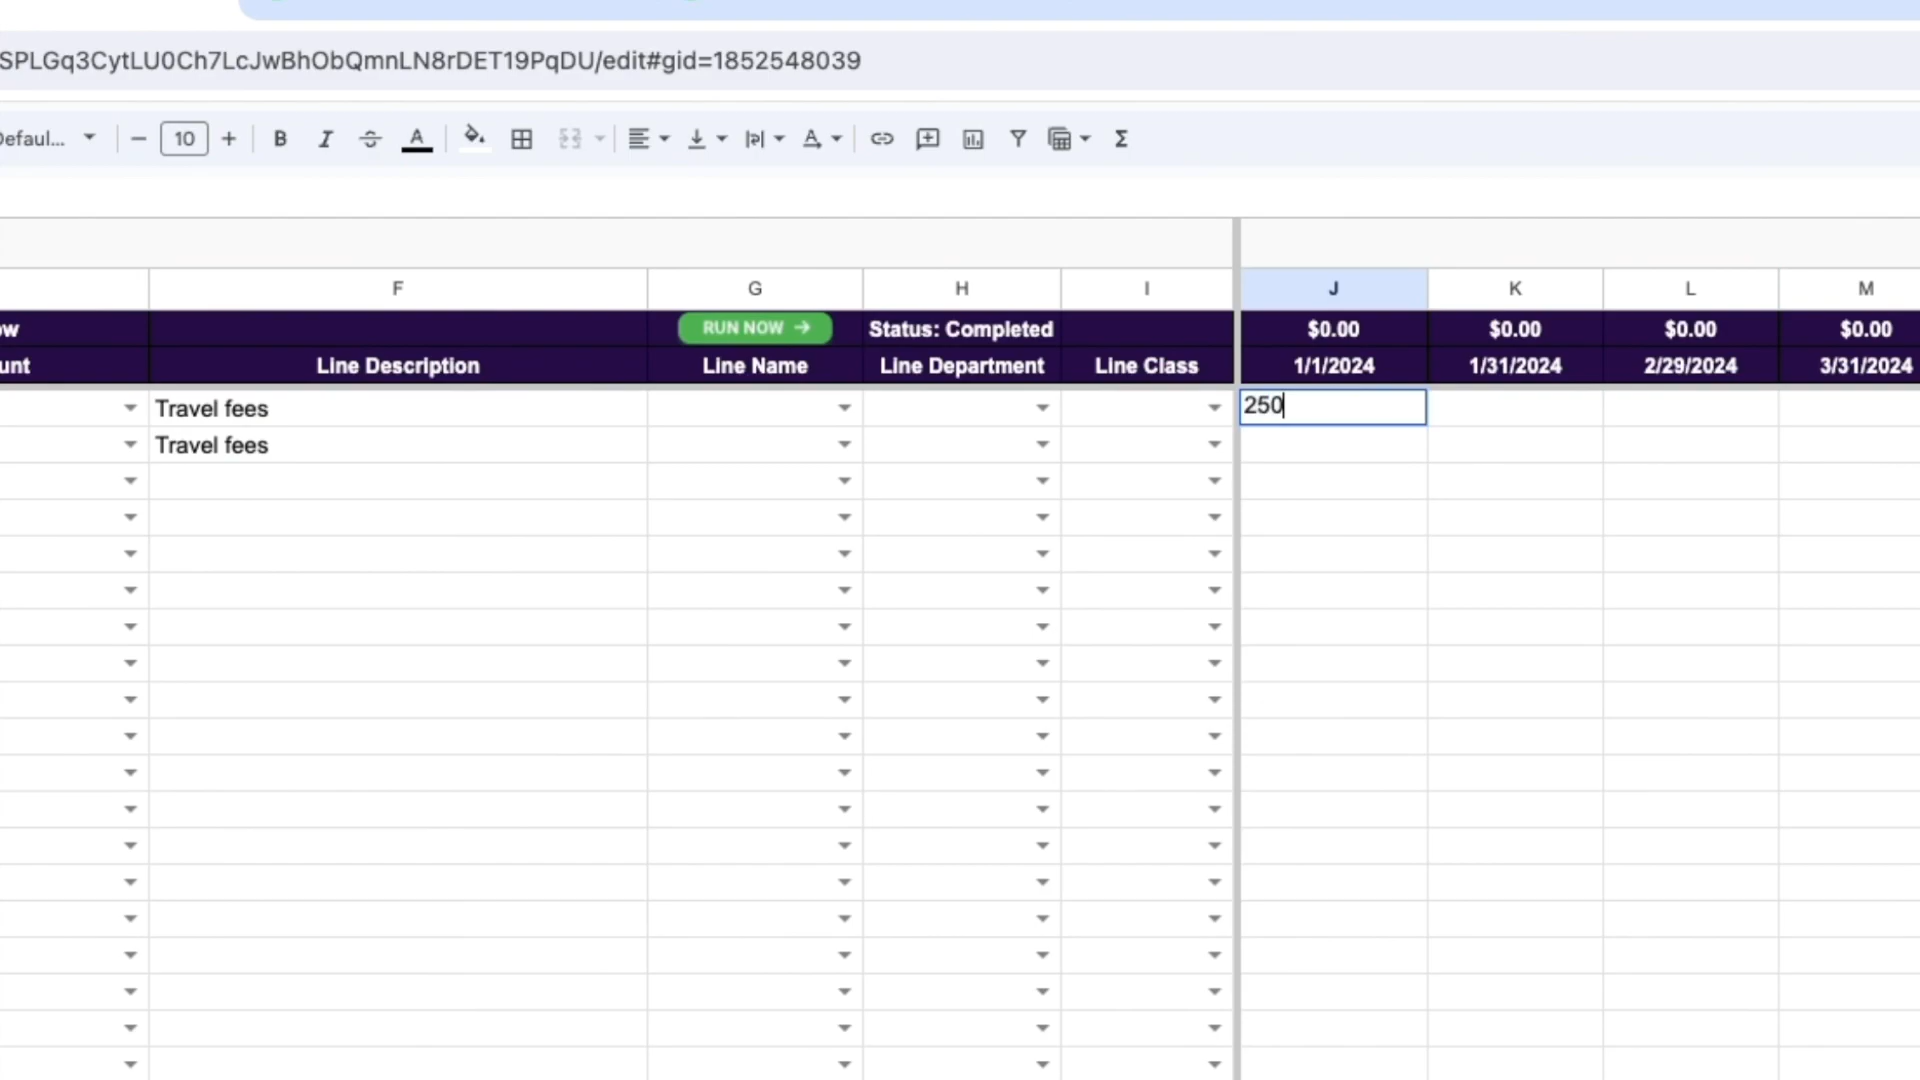 SPLGq3CytLU0Ch7LcJwBhObQmnLN8rDET19PqDU/edit#gid=1852548039
Defaul... 10 B I A A Σ
F G H I J K L M
ow RUN NOW → Status: Completed $0.00 $0.00 $0.00 $0.00
unt Line Description Line Name Line Department Line Class 1/1/2024 1/31/2024 2/29/2024 3/31/2024
Travel fees 250
Travel fees